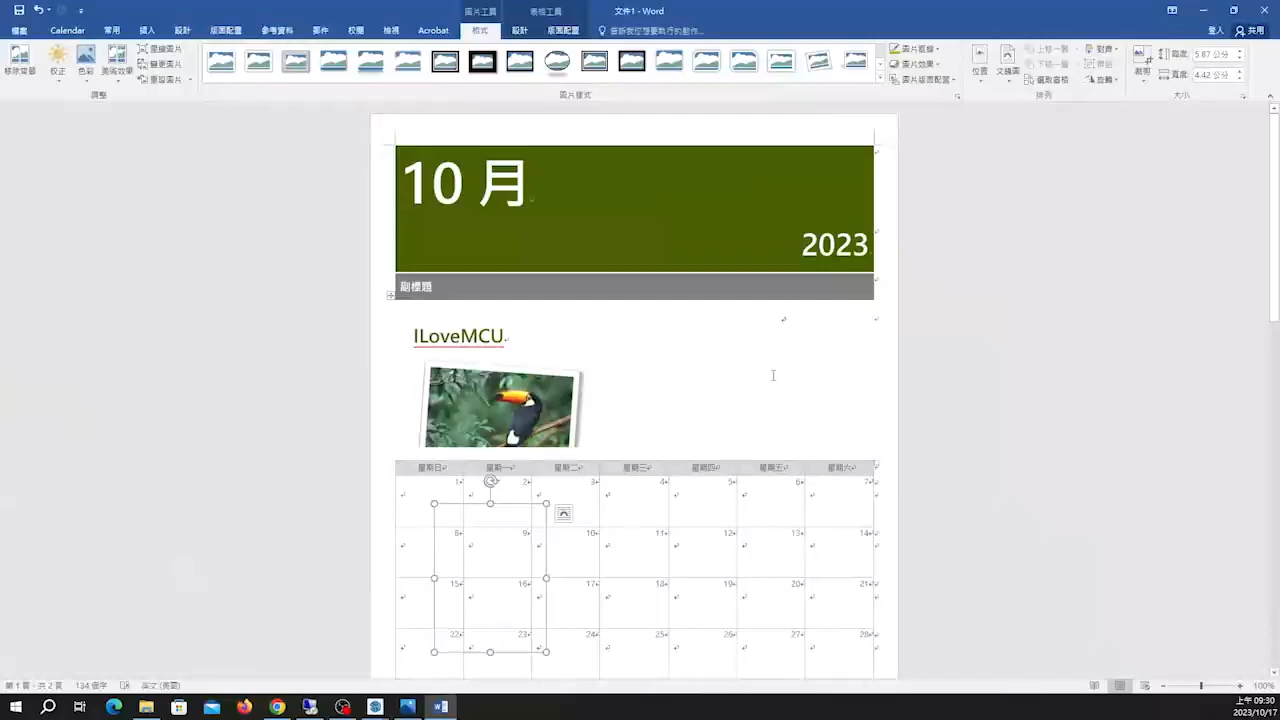 圖片工具 表格工具 文件1 - Word
檔案 Calendar 常用 插入 設計 版面配置 參考資料 郵件 校閱 檢視 Acrobat 格式 設計 版面配置 告訴我您想要執行的動作... 登入 共用
移除背景 校正 色彩 美術效果 壓縮圖片 變更圖片 重設圖片
圖片框線 圖片效果 圖片版面配置
位置 文繞圖 上移一層 下移一層 選取窗格 對齊 組成群組 旋轉
裁剪 高度: 5.87 公分
寬度: 4.42 公分
調整 圖片樣式 排列 大小
10 月
2023
副標題
ILoveMCU
星期日 星期一 星期二 星期三 星期四 星期五 星期六
1 2 3 4 5 6 7
8 9 10 11 12 13 14
15 16 17 18 19 20 21
22 23 24 25 26 27 28
第 1 頁，共 2 頁 134 個字 英文 (美國) 100%
上午 09:30
2023/10/17